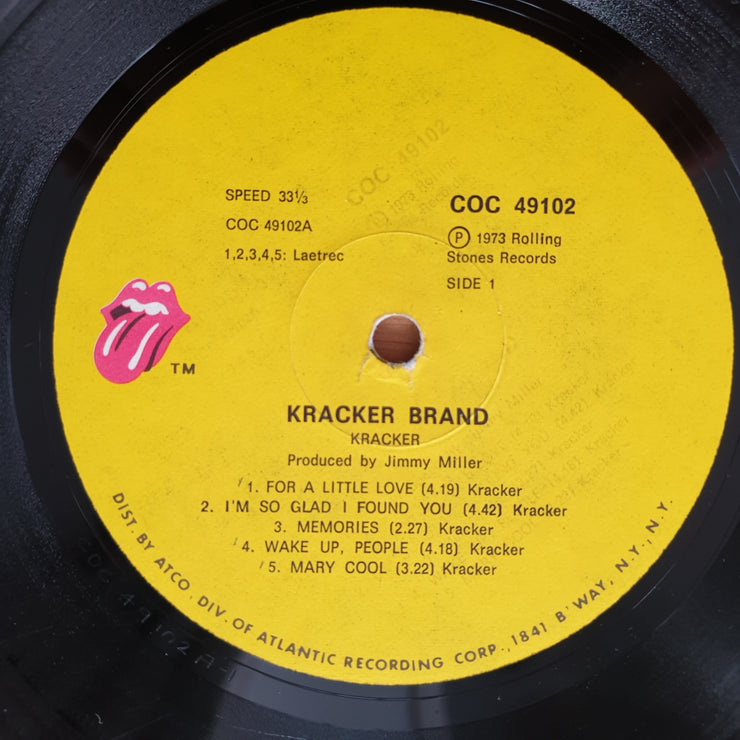 SPEED 33⅓
COC 49102A
1,2,3,4,5: Laetrec
COC 49102
Ⓟ 1973 Rolling
Stones Records
SIDE 1
TM
KRACKER BRAND
KRACKER
Produced by Jimmy Miller
1. FOR A LITTLE LOVE (4.19) Kracker
2. I'M SO GLAD I FOUND YOU (4.42) Kracker
3. MEMORIES (2.27) Kracker
4. WAKE UP, PEOPLE (4.18) Kracker
5. MARY COOL (3.22) Kracker
DIST. BY ATCO, DIV. OF ATLANTIC RECORDING CORP., 1841 B'WAY, N.Y., N.Y.